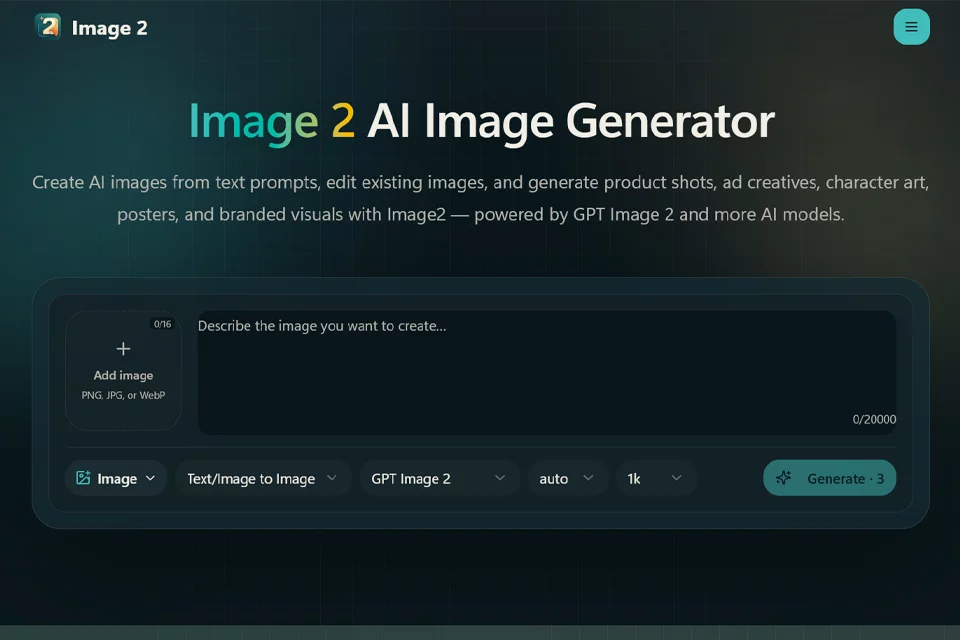 Image 2
Image 2 AI Image Generator
Create AI images from text prompts, edit existing images, and generate product shots, ad creatives, character art,
posters, and branded visuals with Image2 — powered by GPT Image 2 and more AI models.
0/16
Add image
PNG, JPG, or WebP
Describe the image you want to create...
0/20000
Image
Text/Image to Image
GPT Image 2
auto
1k
Generate · 3